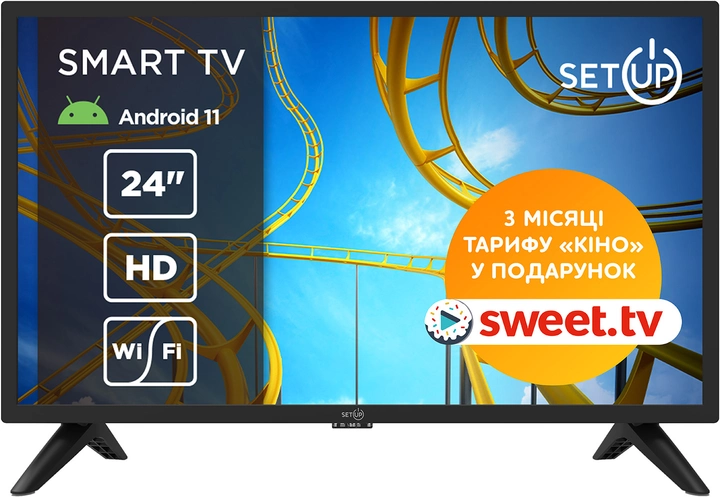 SMART TV
Android 11
24"
HD
Wi Fi
SETUP
3 МІСЯЦІ
ТАРИФУ «КІНО»
У ПОДАРУНОК
sweet.tv
SETUP